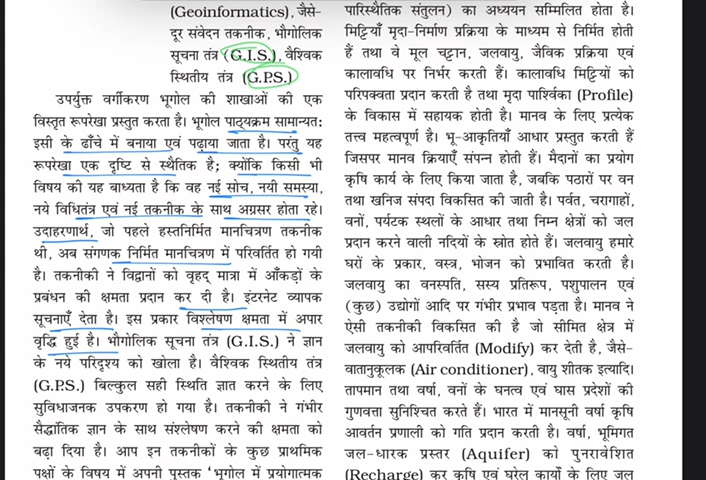 (Geoinformatics), जैसे-
दूर संवेदन तकनीक, भौगोलिक
सूचना तंत्र (G.I.S.), वैश्विक
स्थितीय तंत्र (G.P.S.)
उपर्युक्त वर्गीकरण भूगोल की शाखाओं की एक
विस्तृत रूपरेखा प्रस्तुत करता है। भूगोल पाठ्यक्रम सामान्यत:
इसी के ढाँचे में बनाया एवं पढ़ाया जाता है। परंतु यह
रूपरेखा एक दृष्टि से स्थैतिक है; क्योंकि किसी भी
विषय की यह बाध्यता है कि वह नई सोच, नयी समस्या,
नये विधितंत्र एवं नई तकनीक के साथ अग्रसर होता रहे।
उदाहरणार्थ, जो पहले हस्तनिर्मित मानचित्रण तकनीक
थी, अब संगणक निर्मित मानचित्रण में परिवर्तित हो गयी
है। तकनीकी ने विद्वानों को वृहद् मात्रा में आँकड़ों के
प्रबंधन की क्षमता प्रदान कर दी है। इंटरनेट व्यापक
सूचनाएँ देता है। इस प्रकार विश्लेषण क्षमता में अपार
वृद्धि हुई है। भौगोलिक सूचना तंत्र (G.I.S.) ने ज्ञान
के नये परिदृश्य को खोला है। वैश्विक स्थितीय तंत्र
(G.P.S.) बिल्कुल सही स्थिति ज्ञात करने के लिए
सुविधाजनक उपकरण हो गया है। तकनीकी ने गंभीर
सैद्धांतिक ज्ञान के साथ संश्लेषण करने की क्षमता को
बढ़ा दिया है। आप इन तकनीकों के कुछ प्राथमिक
पक्षों के विषय में अपनी पुस्तक 'भूगोल में प्रयोगात्मक
पारिस्थैतिक संतुलन) का अध्ययन सम्मिलित होता है।
मिट्टियाँ मृदा-निर्माण प्रक्रिया के माध्यम से निर्मित होती
हैं तथा वे मूल चट्टान, जलवायु, जैविक प्रक्रिया एवं
कालावधि पर निर्भर करती हैं। कालावधि मिट्टियों को
परिपक्वता प्रदान करती है तथा मृदा पार्श्विका (Profile)
के विकास में सहायक होती है। मानव के लिए प्रत्येक
तत्त्व महत्वपूर्ण है। भू-आकृतियाँ आधार प्रस्तुत करती हैं
जिसपर मानव क्रियाएँ संपन्न होती हैं। मैदानों का प्रयोग
कृषि कार्य के लिए किया जाता है, जबकि पठारों पर वन
तथा खनिज संपदा विकसित की जाती है। पर्वत, चरागाहों,
वनों, पर्यटक स्थलों के आधार तथा निम्न क्षेत्रों को जल
प्रदान करने वाली नदियों के स्रोत होते हैं। जलवायु हमारे
घरों के प्रकार, वस्त्र, भोजन को प्रभावित करती है।
जलवायु का वनस्पति, सस्य प्रतिरूप, पशुपालन एवं
(कुछ) उद्योगों आदि पर गंभीर प्रभाव पड़ता है। मानव ने
ऐसी तकनीकी विकसित की है जो सीमित क्षेत्र में
जलवायु को आपरिवर्तित (Modify) कर देती है, जैसे-
वातानुकूलक (Air conditioner), वायु शीतक इत्यादि।
तापमान तथा वर्षा, वनों के घनत्व एवं घास प्रदेशों की
गुणवत्ता सुनिश्चित करते हैं। भारत में मानसूनी वर्षा कृषि
आवर्तन प्रणाली को गति प्रदान करती है। वर्षा, भूमिगत
जल-धारक प्रस्तर (Aquifer) को पुनरावेशित
(Recharge) कर कृषि एवं घरेलू कार्यों के लिए जल